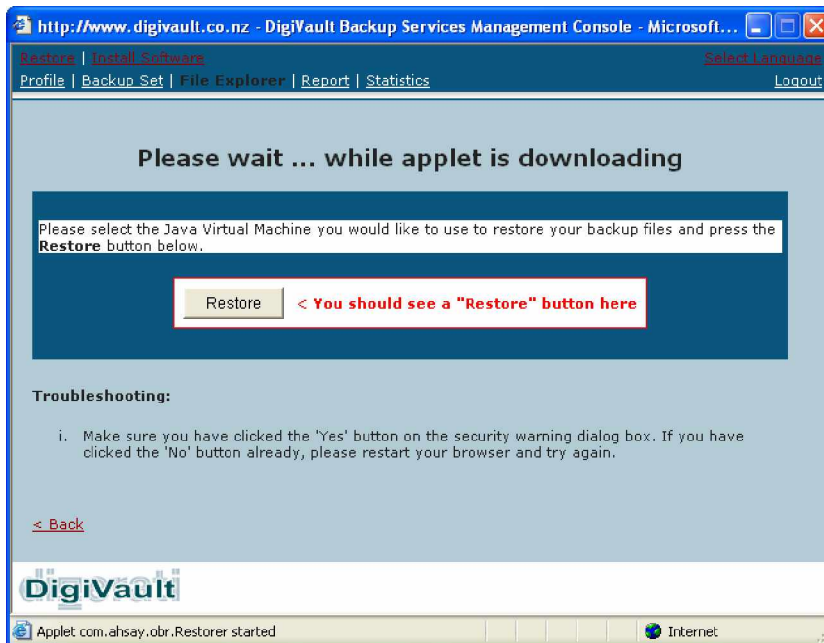 http://www.digivault.co.nz - DigiVault Backup Services Management Console - Microsoft...
Restore | Install Software
Select Language
Profile | Backup Set | File Explorer | Report | Statistics
Logout
Please wait ... while applet is downloading
Please select the Java Virtual Machine you would like to use to restore your backup files and press the
Restore button below.
Restore
< You should see a "Restore" button here
Troubleshooting:
i. Make sure you have clicked the 'Yes' button on the security warning dialog box. If you have
clicked the 'No' button already, please restart your browser and try again.
< Back
DigiVault
Applet com.ahsay.obr.Restorer started
Internet